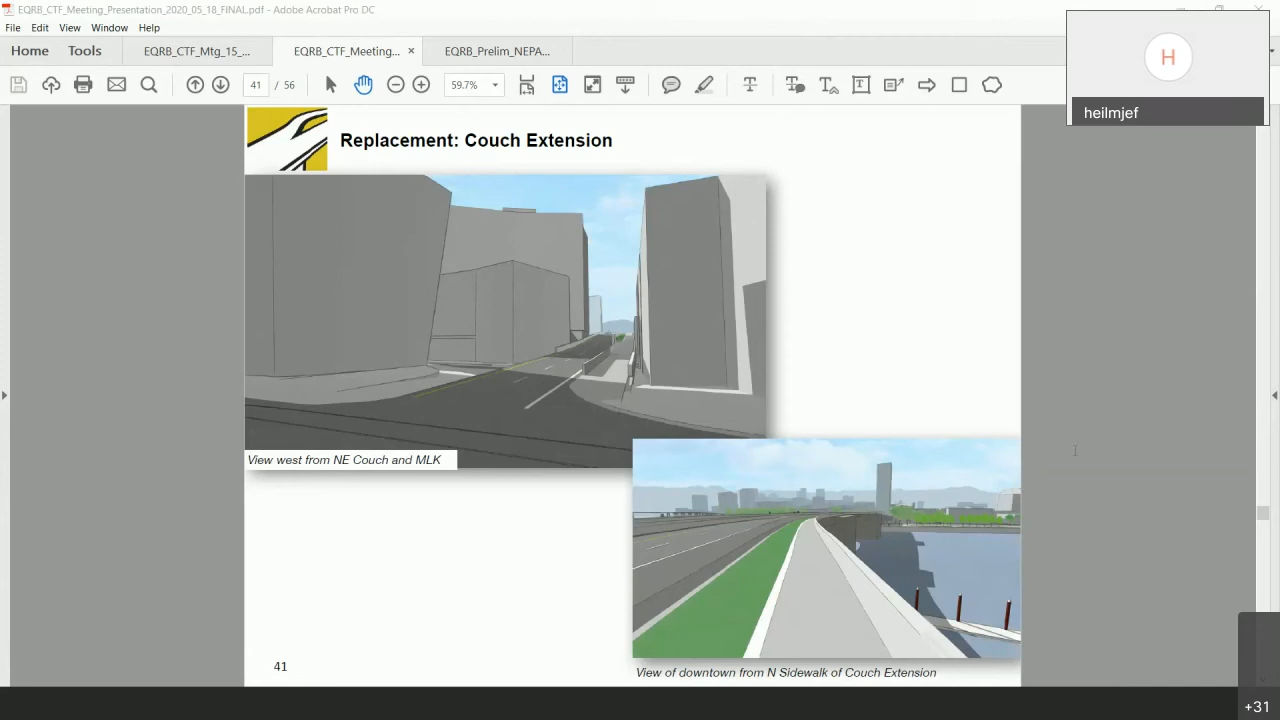 EQRB_CTF_Meeting_Presentation_2020_05_18_FINAL.pdf - Adobe Acrobat Pro DC
File Edit View Window Help
Home Tools EQRB_CTF_Mtg_15_... EQRB_CTF_Meeting... × EQRB_Prelim_NEPA...
41 / 56 59.7%
H
heilmjef
Replacement: Couch Extension
View west from NE Couch and MLK
41
View of downtown from N Sidewalk of Couch Extension
+31